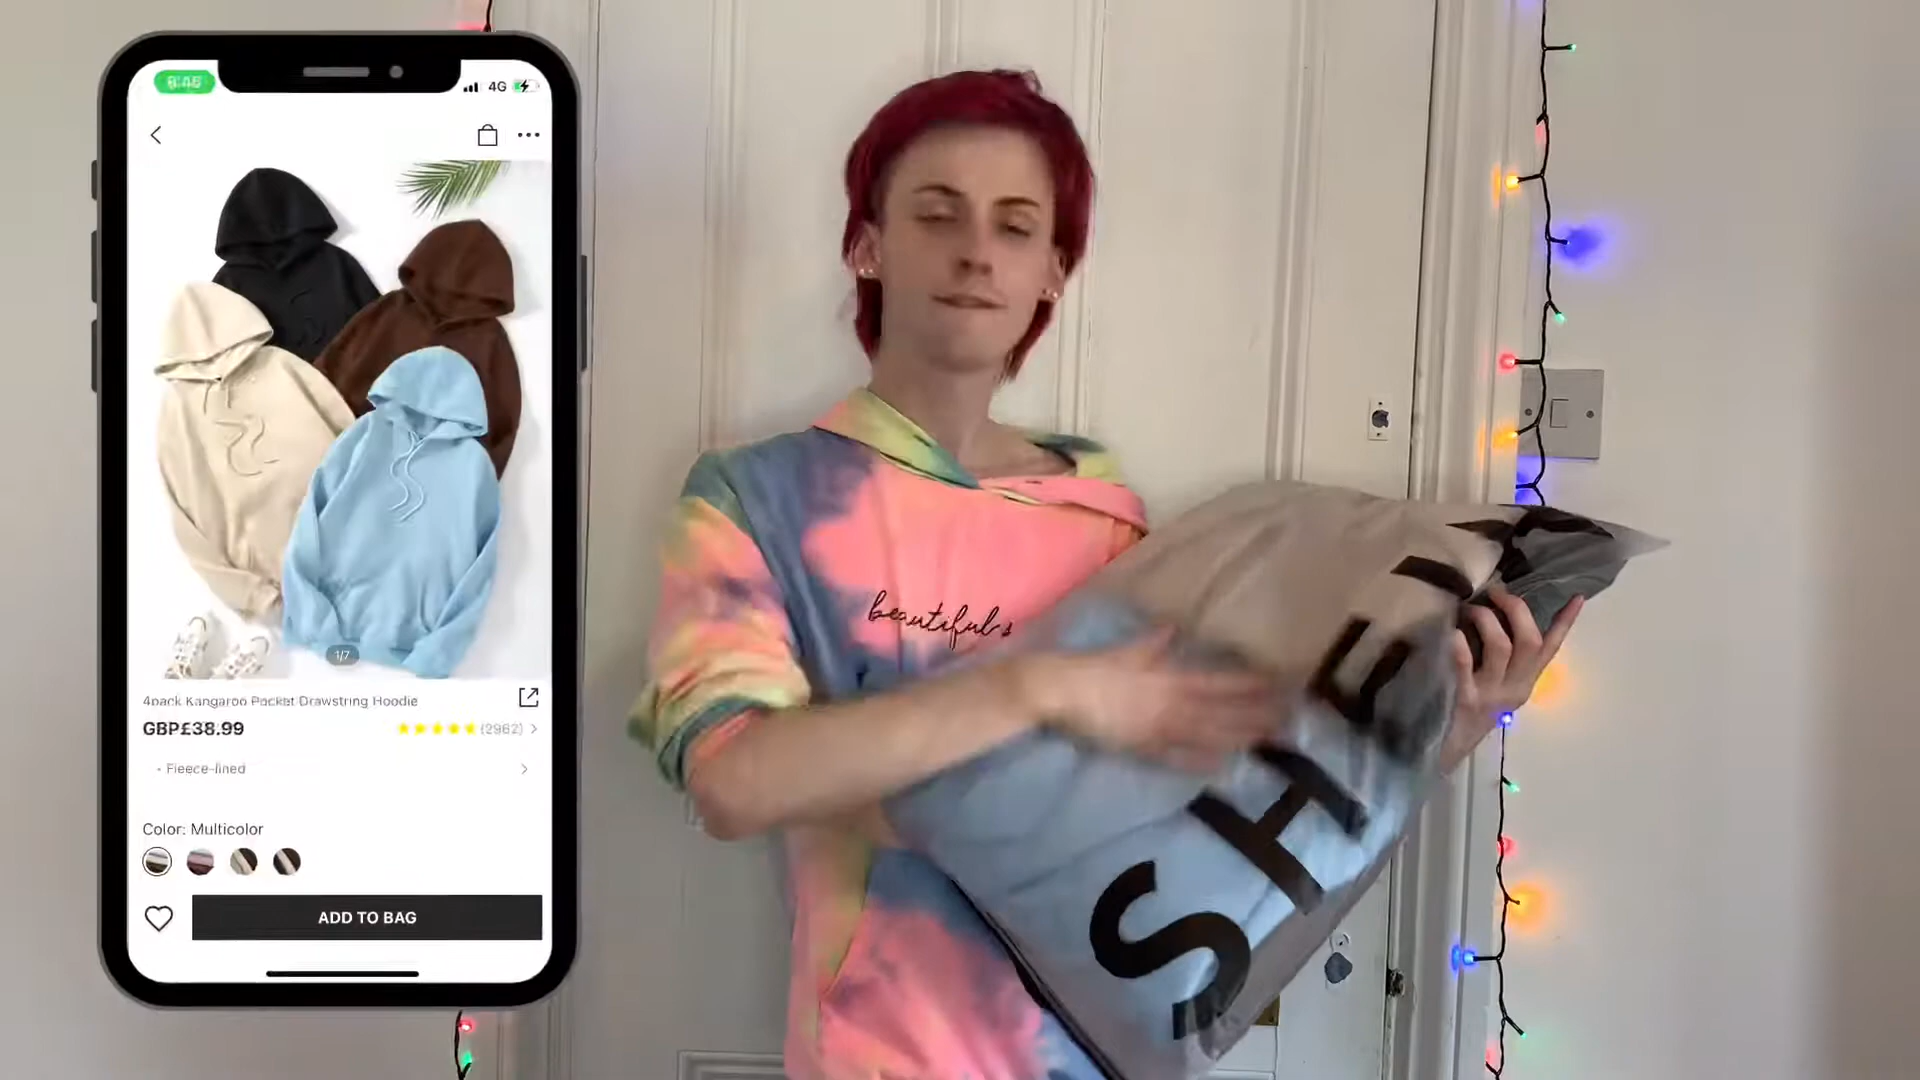 8:46
4G
1/7
4pack Kangaroo Pocket Drawstring Hoodie
GBP£38.99
(2962)
- Fleece-lined
Color: Multicolor
ADD TO BAG
beautiful
SHEIN